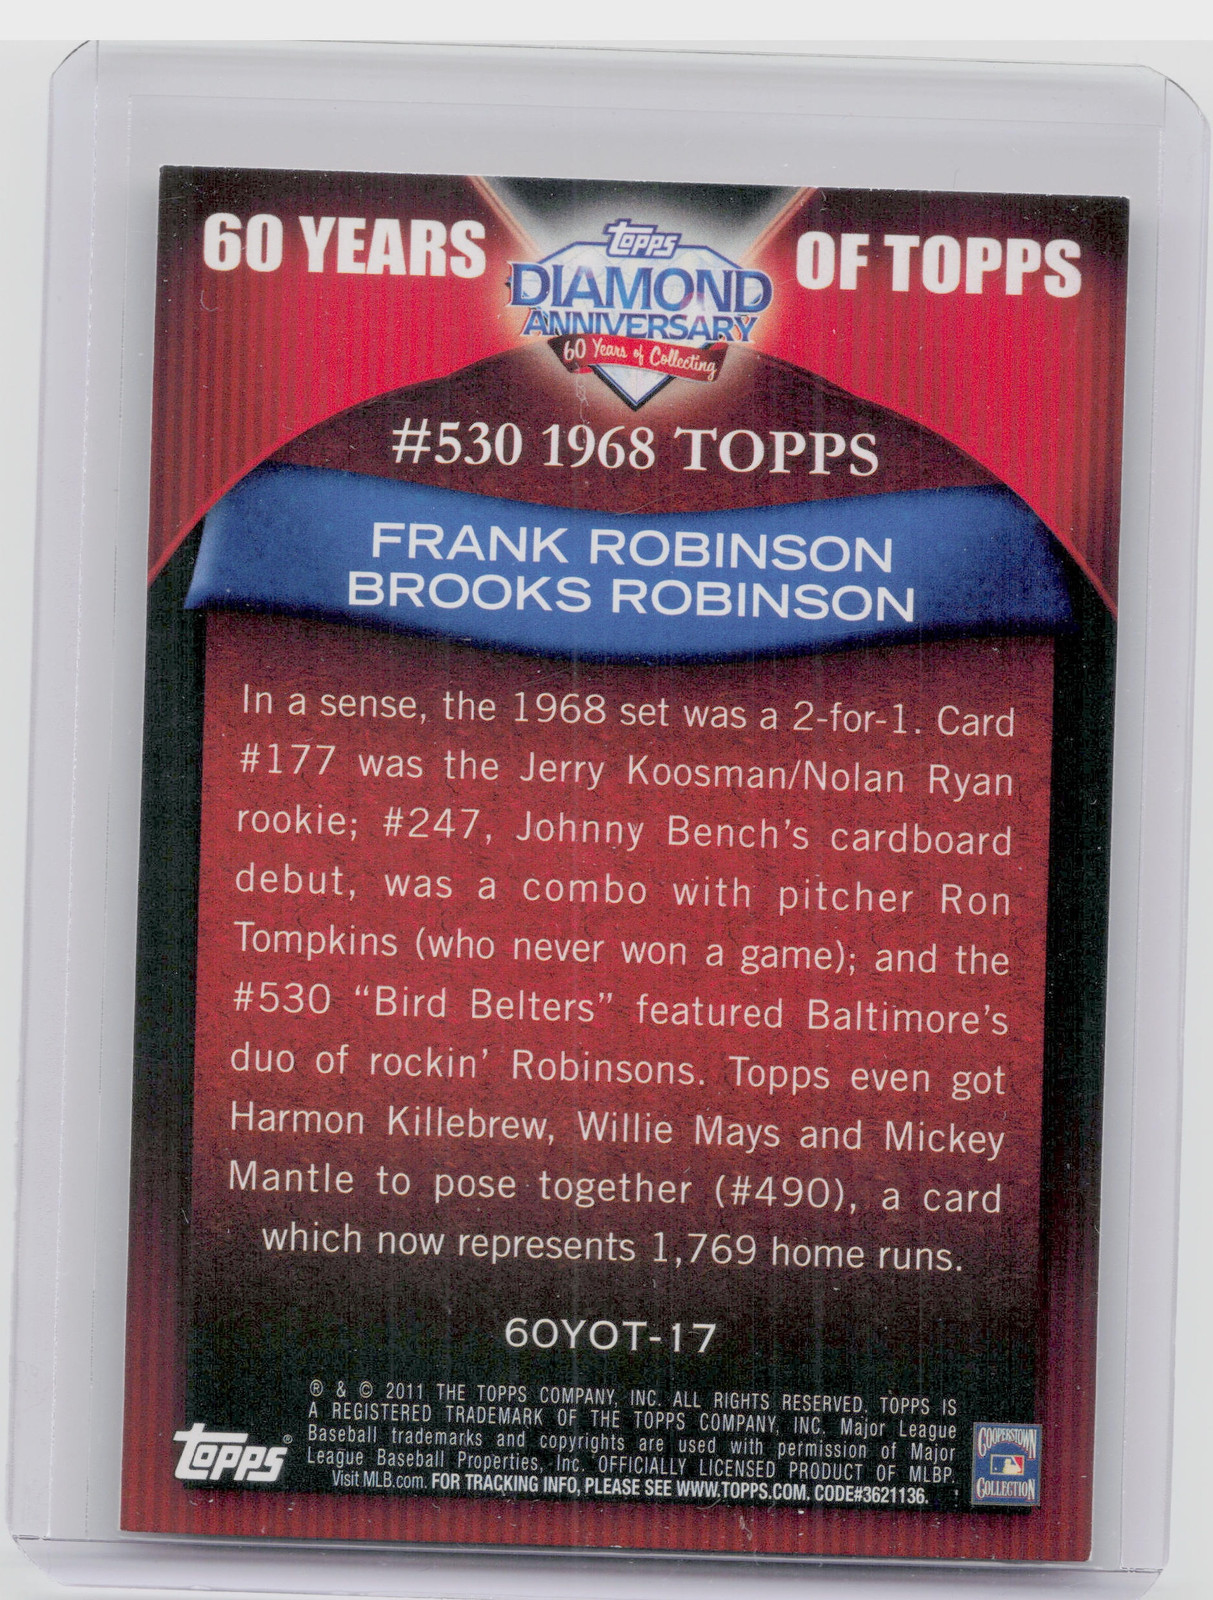 60 YEARS OF TOPPS
topps
DIAMOND
ANNIVERSARY
60 Years of Collecting
#530 1968 TOPPS
FRANK ROBINSON
BROOKS ROBINSON
In a sense, the 1968 set was a 2-for-1. Card
#177 was the Jerry Koosman/Nolan Ryan
rookie; #247, Johnny Bench's cardboard
debut, was a combo with pitcher Ron
Tompkins (who never won a game); and the
#530 “Bird Belters” featured Baltimore's
duo of rockin' Robinsons. Topps even got
Harmon Killebrew, Willie Mays and Mickey
Mantle to pose together (#490), a card
which now represents 1,769 home runs.
60YOT-17
® & © 2011 THE TOPPS COMPANY, INC. ALL RIGHTS RESERVED. TOPPS IS
A REGISTERED TRADEMARK OF THE TOPPS COMPANY, INC. Major League
Baseball trademarks and copyrights are used with permission of Major
League Baseball Properties, Inc. OFFICIALLY LICENSED PRODUCT OF MLBP.
Visit MLB.com. FOR TRACKING INFO, PLEASE SEE WWW.TOPPS.COM. CODE#3621136.
topps®
COOPERSTOWN
COLLECTION